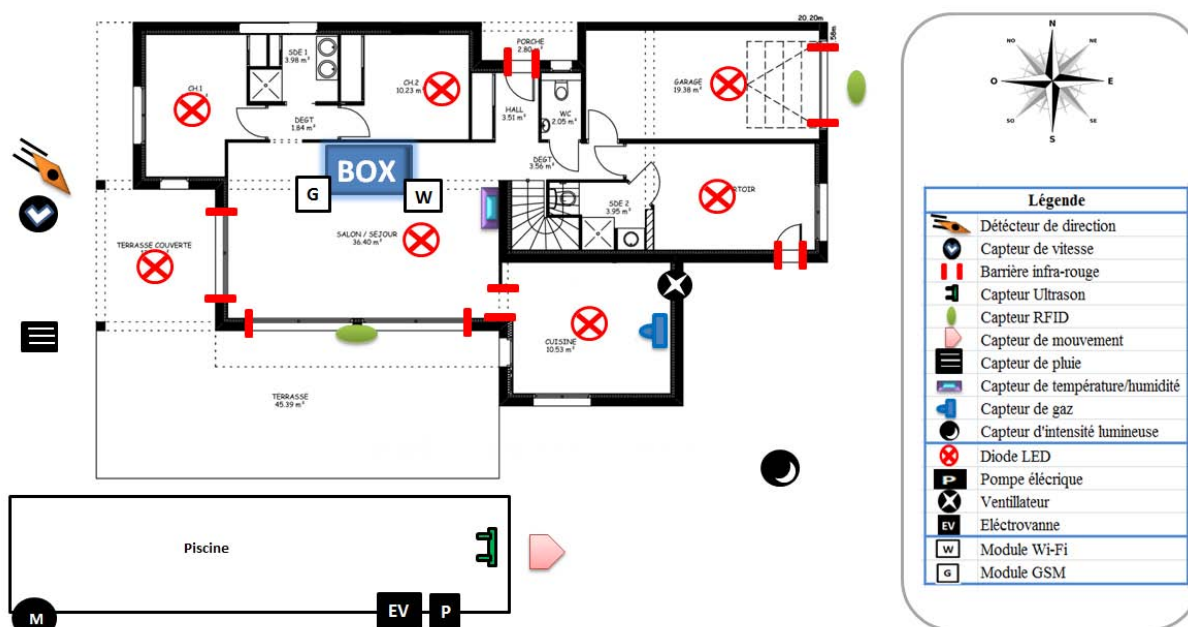 20.20m
58m
PORCHE
2.80 m²
SDE 1
3.98 m²
CH.1
CH.2
10.23 m²
GARAGE
19.38 m²
HALL
3.51 m²
WC
2.05 m²
DEGT
1.84 m²
DEGT
3.56 m²
BOX
G
W
SDE 2
3.95 m²
TOIR
SALON / SEJOUR
36.40 m²
TERRASSE COUVERTE
CUISINE
10.53 m²
TERRASSE
45.39 m²
Piscine
M
EV
P
N
NO
NE
O
E
SO
SE
S
Légende
Détécteur de direction
Capteur de vitesse
Barrière infra-rouge
Capteur Ultrason
Capteur RFID
Capteur de mouvement
Capteur de pluie
Capteur de température/humidité
Capteur de gaz
Capteur d'intensité lumineuse
Diode LED
P Pompe élécrique
Ventillateur
EV Eléctrovanne
W Module Wi-Fi
G Module GSM